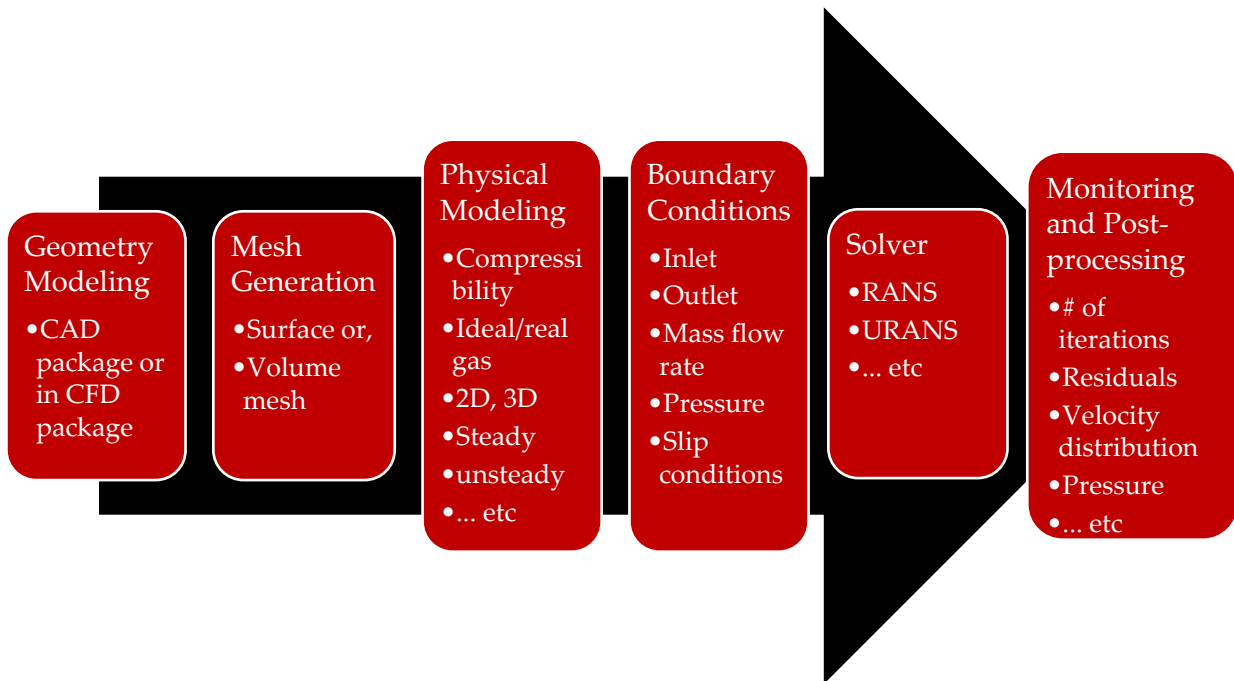 Geometry
Modeling
•CAD
package or
in CFD
package
Mesh
Generation
•Surface or,
•Volume
mesh
Physical
Modeling
•Compressi
bility
•Ideal/real
gas
•2D, 3D
•Steady
•unsteady
•... etc
Boundary
Conditions
•Inlet
•Outlet
•Mass flow
rate
•Pressure
•Slip
conditions
Solver
•RANS
•URANS
•... etc
Monitoring
and Post-
processing
•# of
iterations
•Residuals
•Velocity
distribution
•Pressure
•... etc